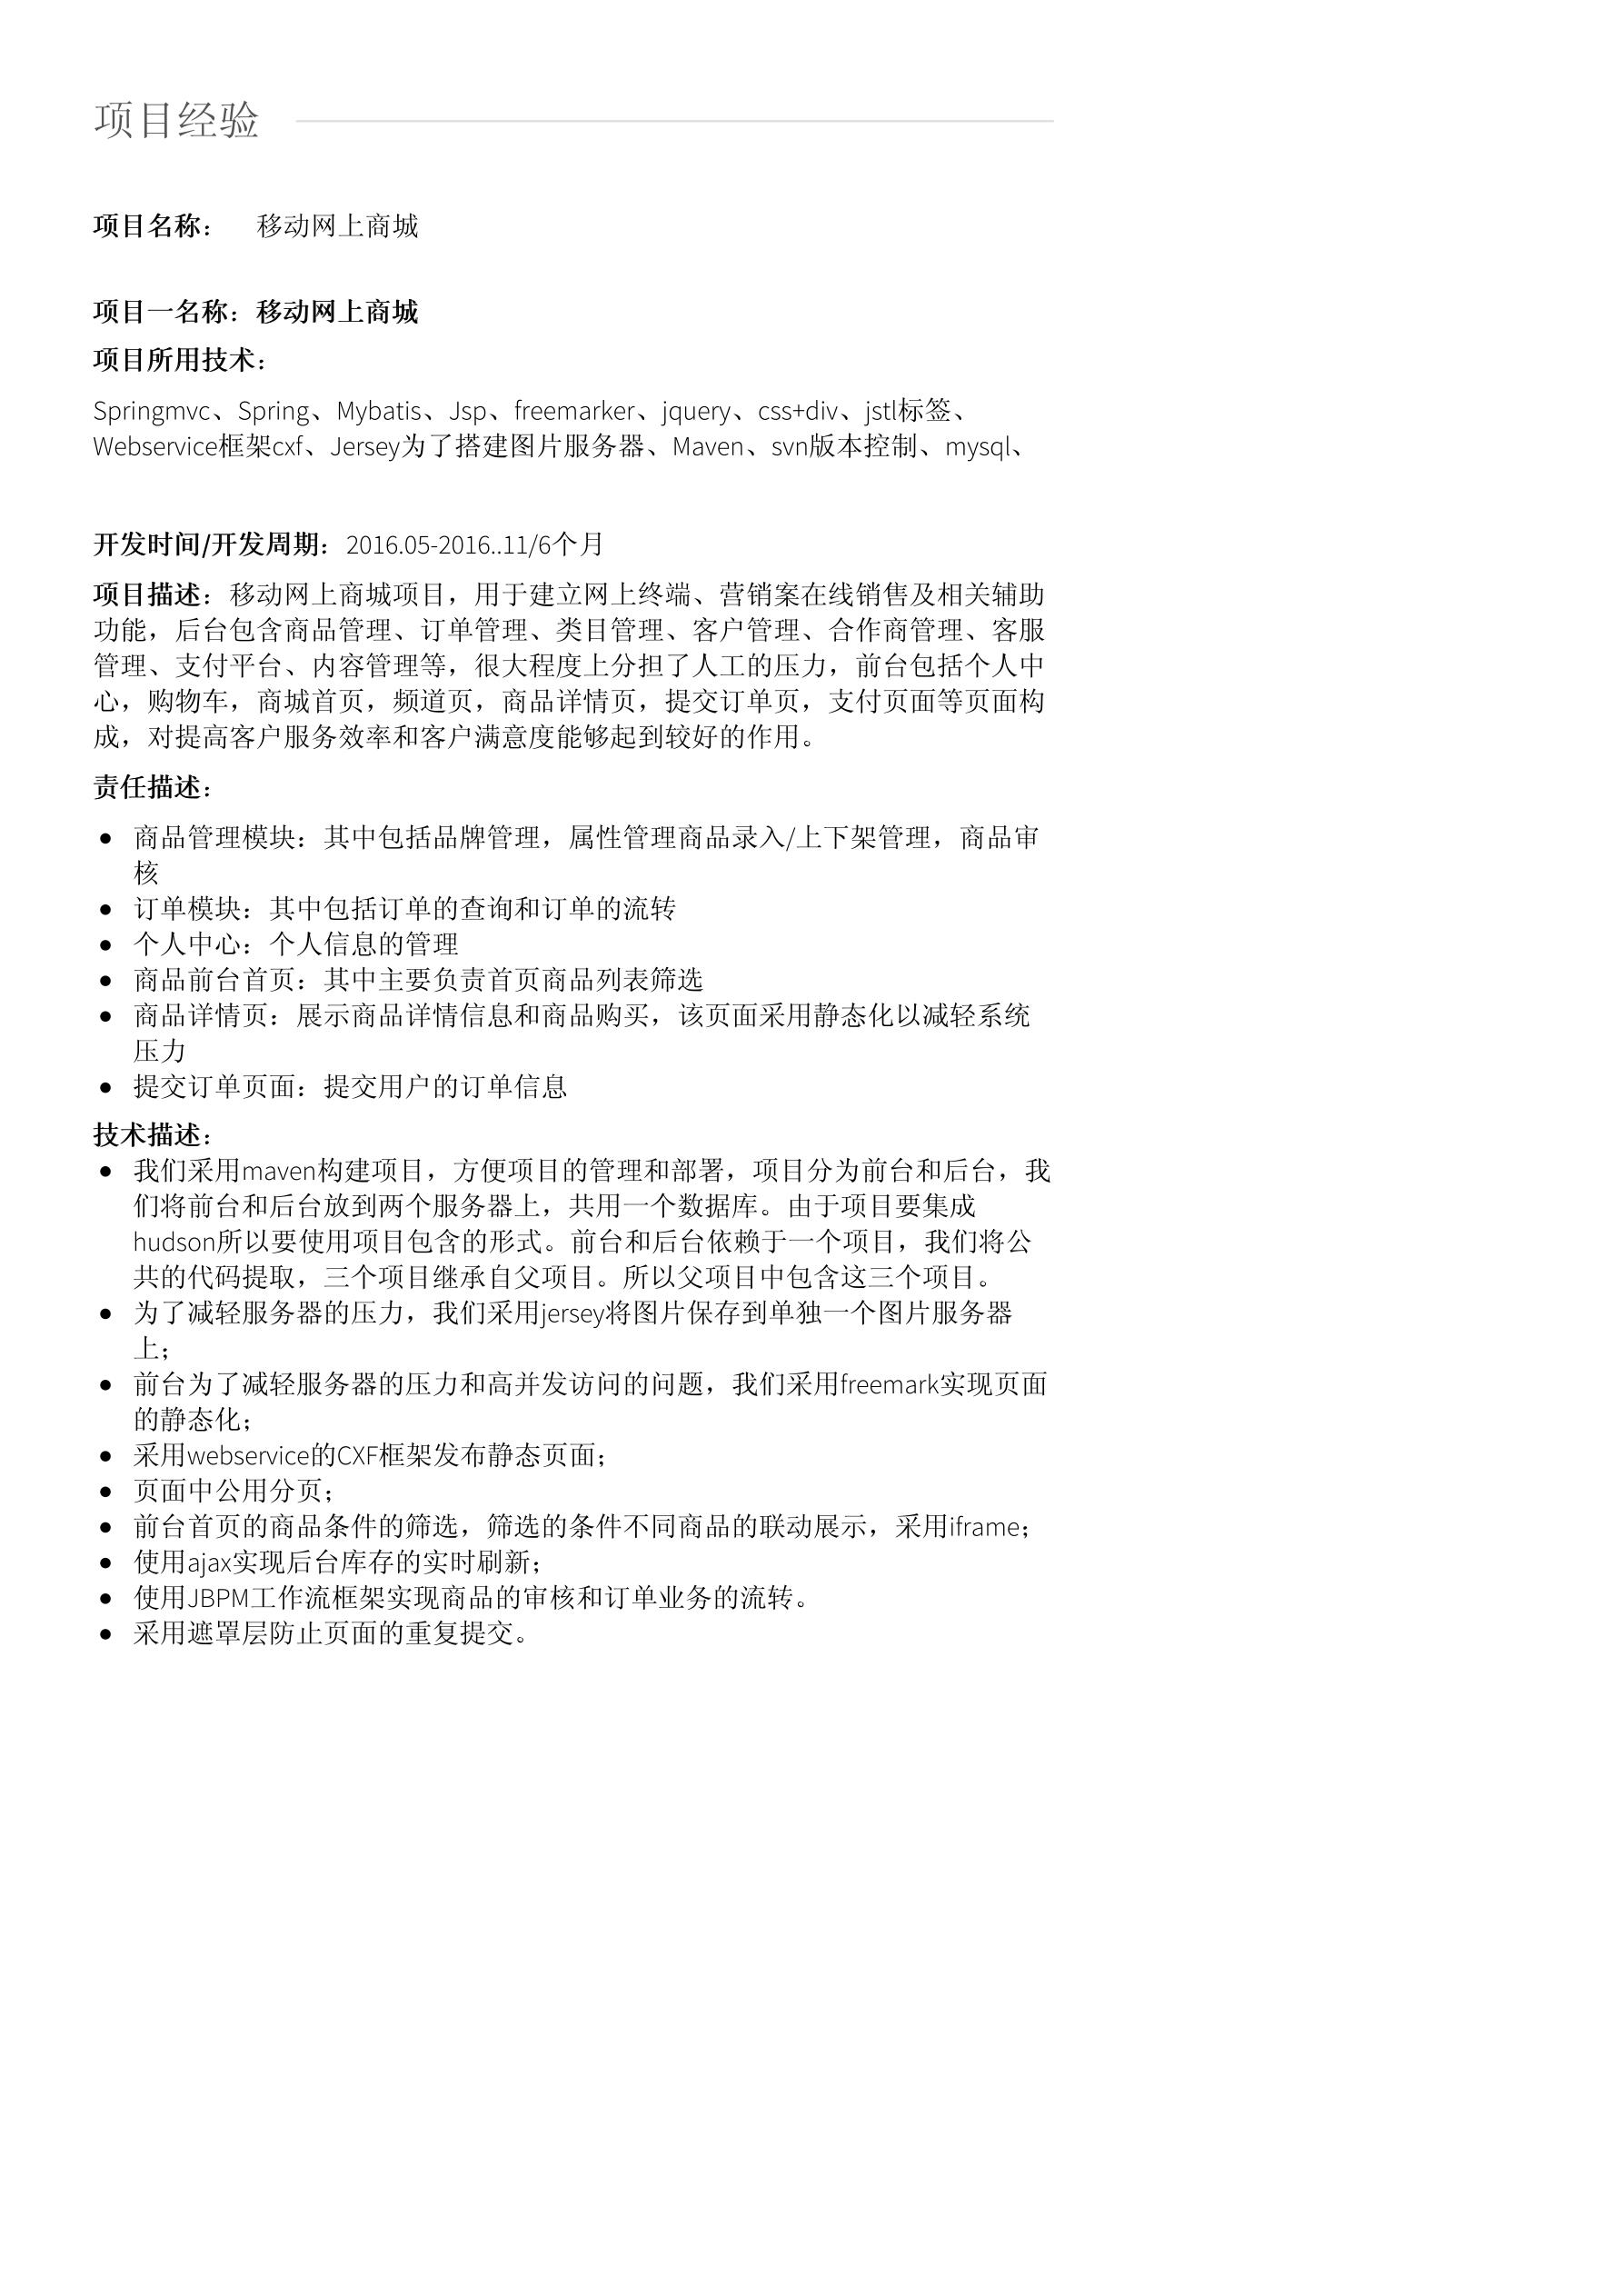 项目经验
项目名称： 移动网上商城
项目一名称：移动网上商城
项目所用技术：
Springmvc、Spring、Mybatis、Jsp、freemarker、jquery、css+div、jstl标签、
Webservice框架cxf、Jersey为了搭建图片服务器、Maven、svn版本控制、mysql、
开发时间/开发周期：2016.05-2016..11/6个月
项目描述：移动网上商城项目，用于建立网上终端、营销案在线销售及相关辅助
功能，后台包含商品管理、订单管理、类目管理、客户管理、合作商管理、客服
管理、支付平台、内容管理等，很大程度上分担了人工的压力，前台包括个人中
心，购物车，商城首页，频道页，商品详情页，提交订单页，支付页面等页面构
成，对提高客户服务效率和客户满意度能够起到较好的作用。
责任描述：
● 商品管理模块：其中包括品牌管理，属性管理商品录入/上下架管理，商品审
核
● 订单模块：其中包括订单的查询和订单的流转
● 个人中心：个人信息的管理
● 商品前台首页：其中主要负责首页商品列表筛选
● 商品详情页：展示商品详情信息和商品购买，该页面采用静态化以减轻系统
压力
● 提交订单页面：提交用户的订单信息
技术描述：
● 我们采用maven构建项目，方便项目的管理和部署，项目分为前台和后台，我
们将前台和后台放到两个服务器上，共用一个数据库。由于项目要集成
hudson所以要使用项目包含的形式。前台和后台依赖于一个项目，我们将公
共的代码提取，三个项目继承自父项目。所以父项目中包含这三个项目。
● 为了减轻服务器的压力，我们采用jersey将图片保存到单独一个图片服务器
上；
● 前台为了减轻服务器的压力和高并发访问的问题，我们采用freemark实现页面
的静态化；
● 采用webservice的CXF框架发布静态页面；
● 页面中公用分页；
● 前台首页的商品条件的筛选，筛选的条件不同商品的联动展示，采用iframe；
● 使用ajax实现后台库存的实时刷新；
● 使用JBPM工作流框架实现商品的审核和订单业务的流转。
● 采用遮罩层防止页面的重复提交。